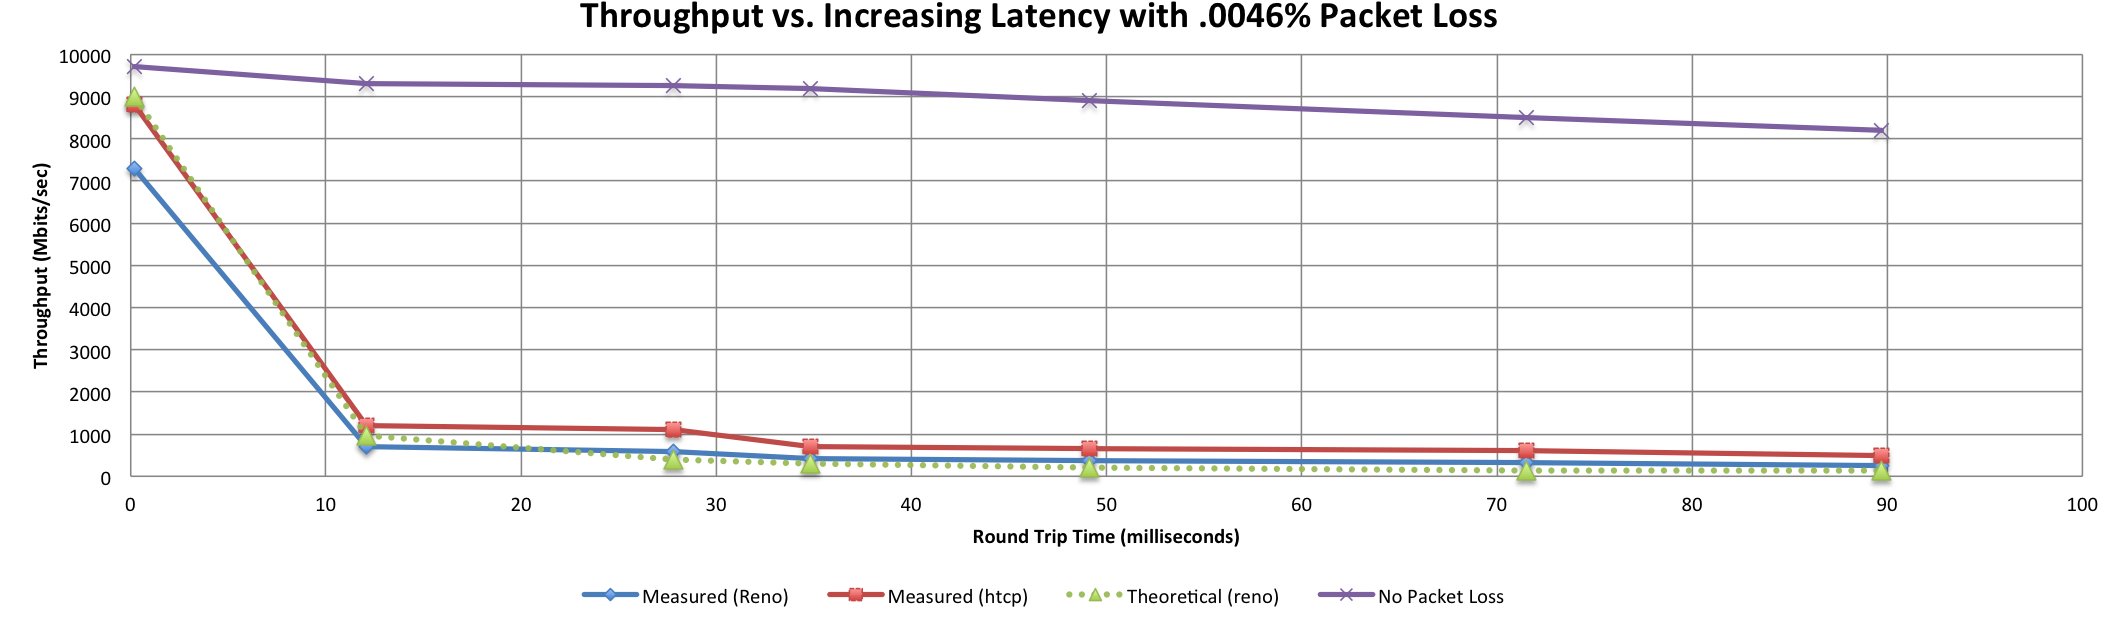 Throughput vs. Increasing Latency with .0046% Packet Loss
10000
9000
8000
7000
6000
5000
4000
3000
2000
1000
0
Throughput (Mbits/sec)
0 10 20 30 40 50 60 70 80 90 100
Round Trip Time (milliseconds)
Measured (Reno) Measured (htcp) Theoretical (reno) No Packet Loss